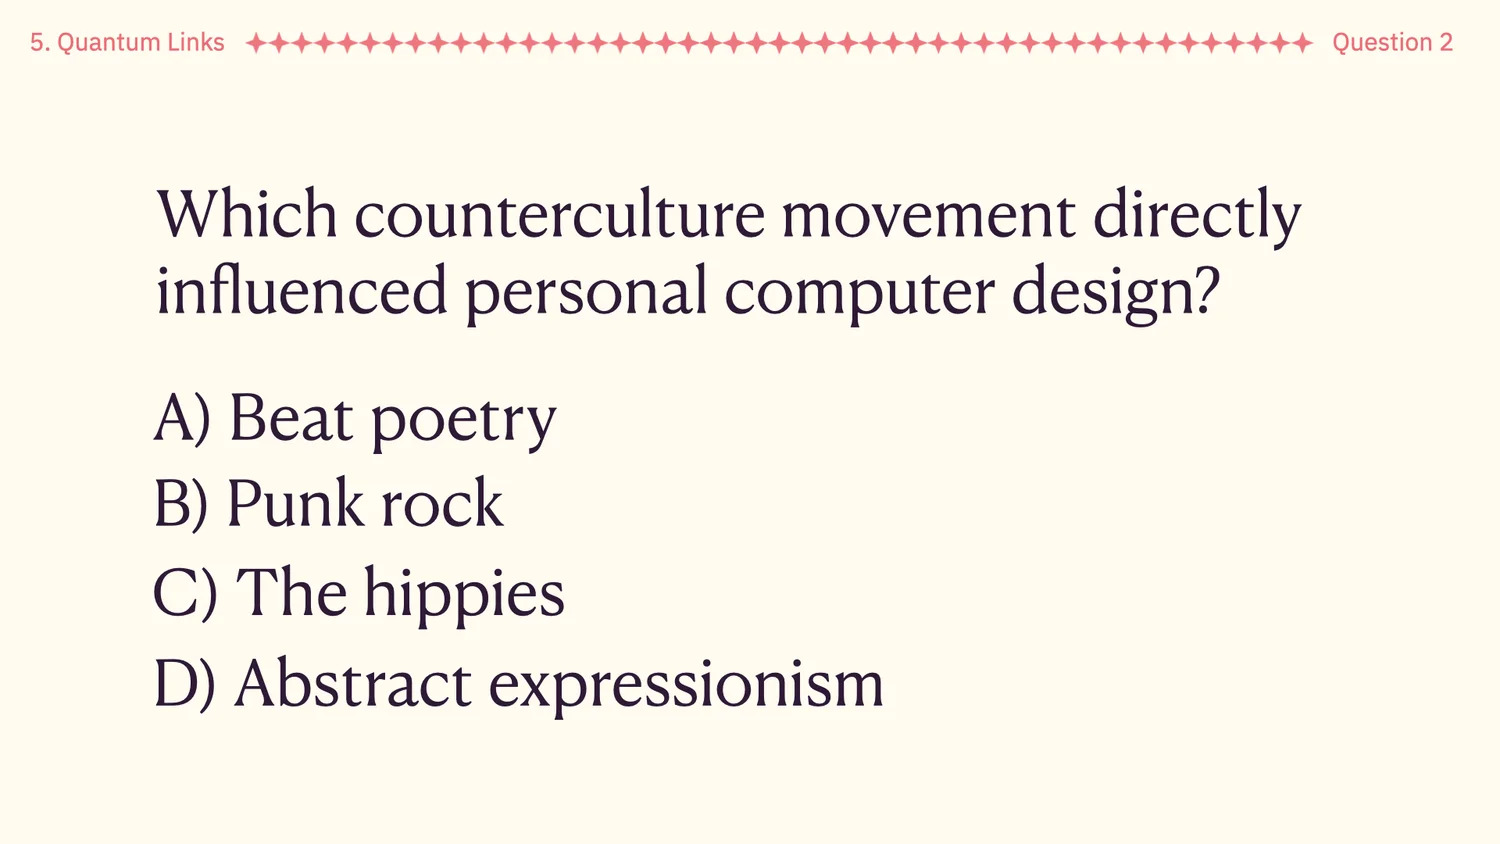 5. Quantum Links
Question 2
Which counterculture movement directly
influenced personal computer design?
A) Beat poetry
B) Punk rock
C) The hippies
D) Abstract expressionism